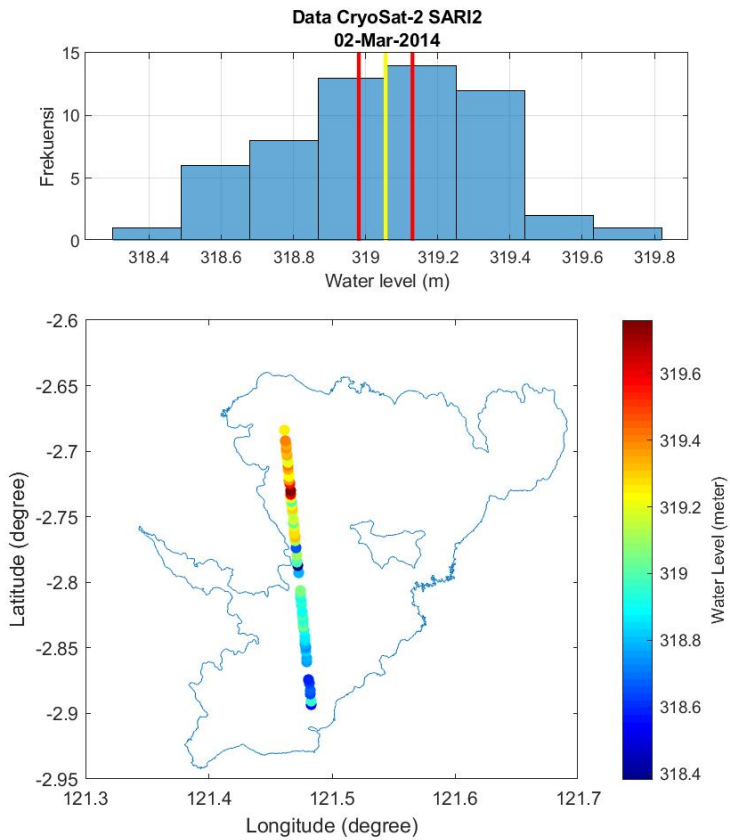 Data CryoSat-2 SARI2
02-Mar-2014
15
10
5
0
Frekuensi
318.4 318.6 318.8 319 319.2 319.4 319.6 319.8
Water level (m)
-2.6
-2.65
-2.7
-2.75
-2.8
-2.85
-2.9
-2.95
Latitude (degree)
121.3 121.4 121.5 121.6 121.7
Longitude (degree)
319.6
319.4
319.2
319
318.8
318.6
318.4
Water Level (meter)